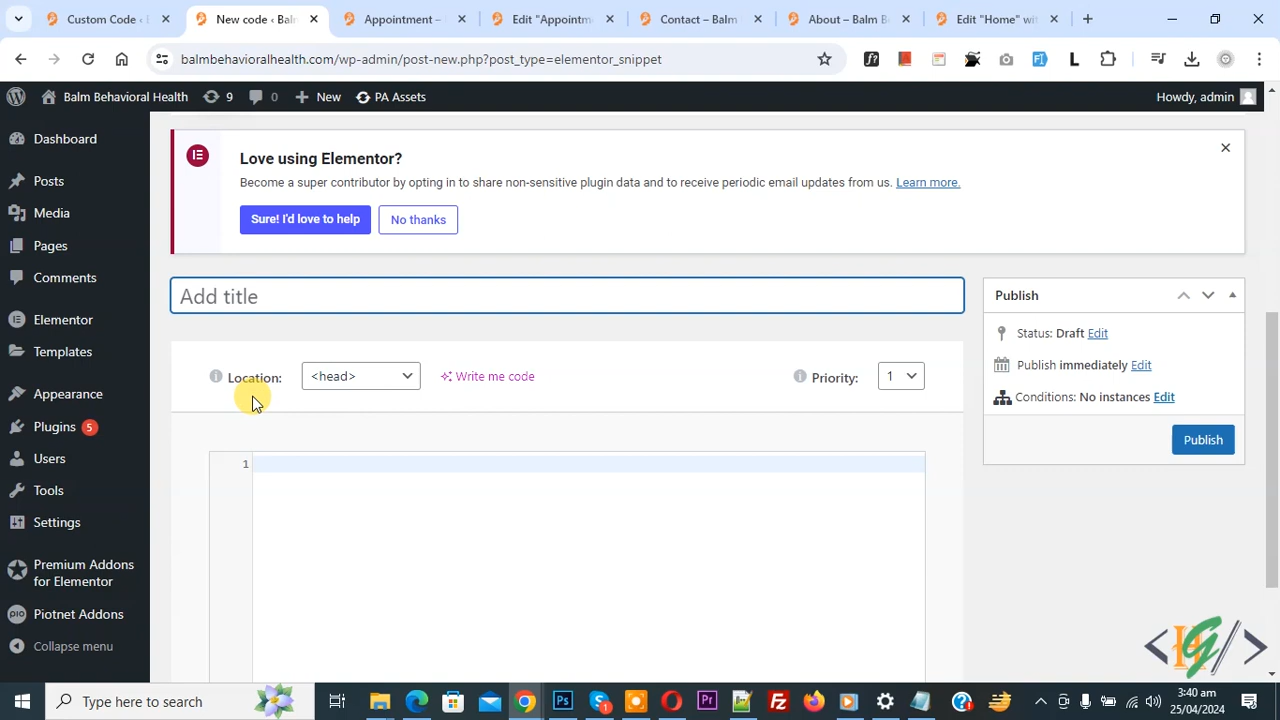 Custom Code ‹ B
New code ‹ Balm
Appointment –
Edit "Appointm
Contact – Balm
About – Balm B
Edit "Home" wi
balmbehavioralhealth.com/wp-admin/post-new.php?post_type=elementor_snippet
Balm Behavioral Health
9
0
New
PA Assets
Howdy, admin
Dashboard
Posts
Media
Pages
Comments
Elementor
Templates
Appearance
Plugins 5
Users
Tools
Settings
Premium Addons
for Elementor
Piotnet Addons
Collapse menu
Love using Elementor?
Become a super contributor by opting in to share non-sensitive plugin data and to receive periodic email updates from us. Learn more.
Sure! I'd love to help
No thanks
Add title
Location:
<head>
Write me code
Priority:
1
1
Publish
Status: Draft Edit
Publish immediately Edit
Conditions: No instances Edit
Publish
Type here to search
3:40 am
25/04/2024